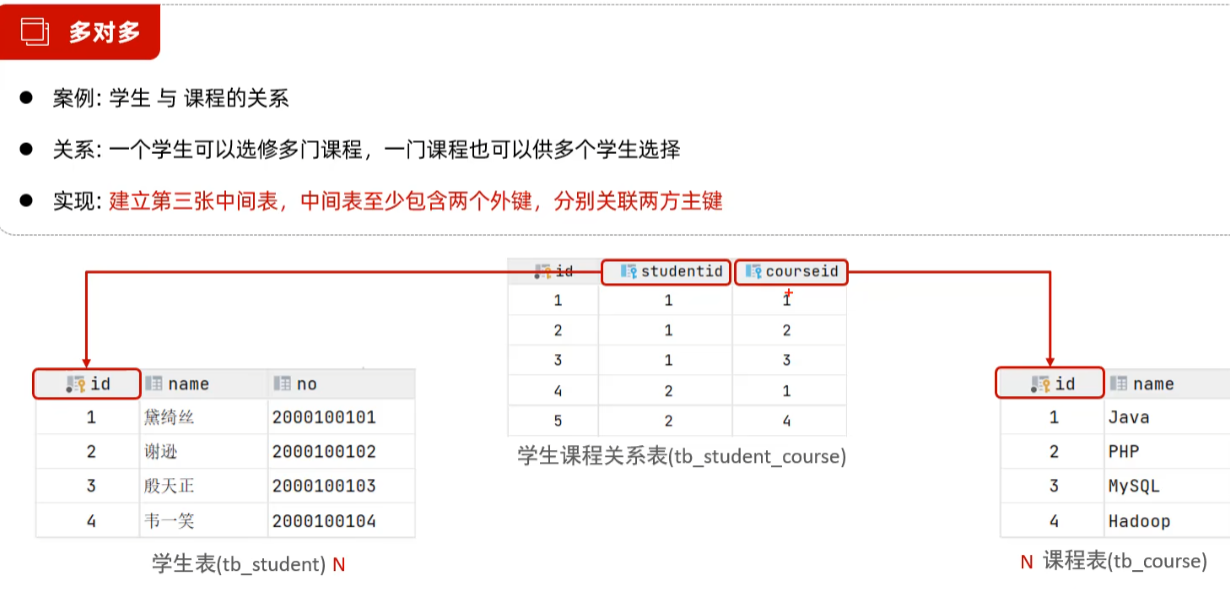 多对多
案例: 学生 与 课程的关系
关系: 一个学生可以选修多门课程，一门课程也可以供多个学生选择
实现: 建立第三张中间表，中间表至少包含两个外键，分别关联两方主键
id studentid courseid
1 1 1
2 1 2
3 1 3
4 2 1
5 2 4
学生课程关系表(tb_student_course)
id name no
1 黛绮丝 2000100101
2 谢逊 2000100102
3 殷天正 2000100103
4 韦一笑 2000100104
学生表(tb_student) N
id name
1 Java
2 PHP
3 MySQL
4 Hadoop
N 课程表(tb_course)